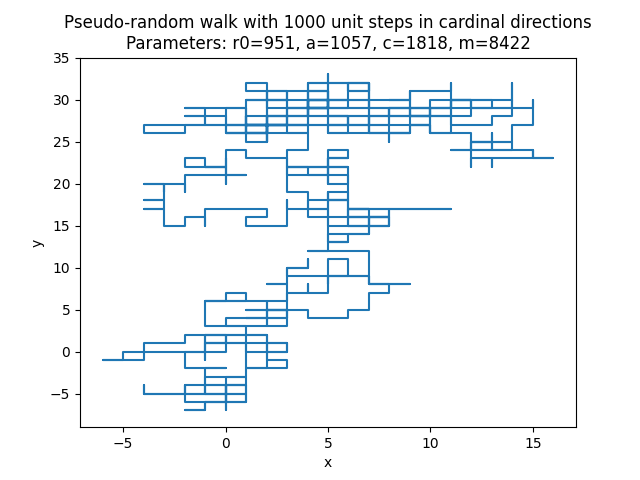 Pseudo-random walk with 1000 unit steps in cardinal directions
Parameters: r0=951, a=1057, c=1818, m=8422
35
30
25
20
15
10
5
0
−5
y
−5 0 5 10 15
x